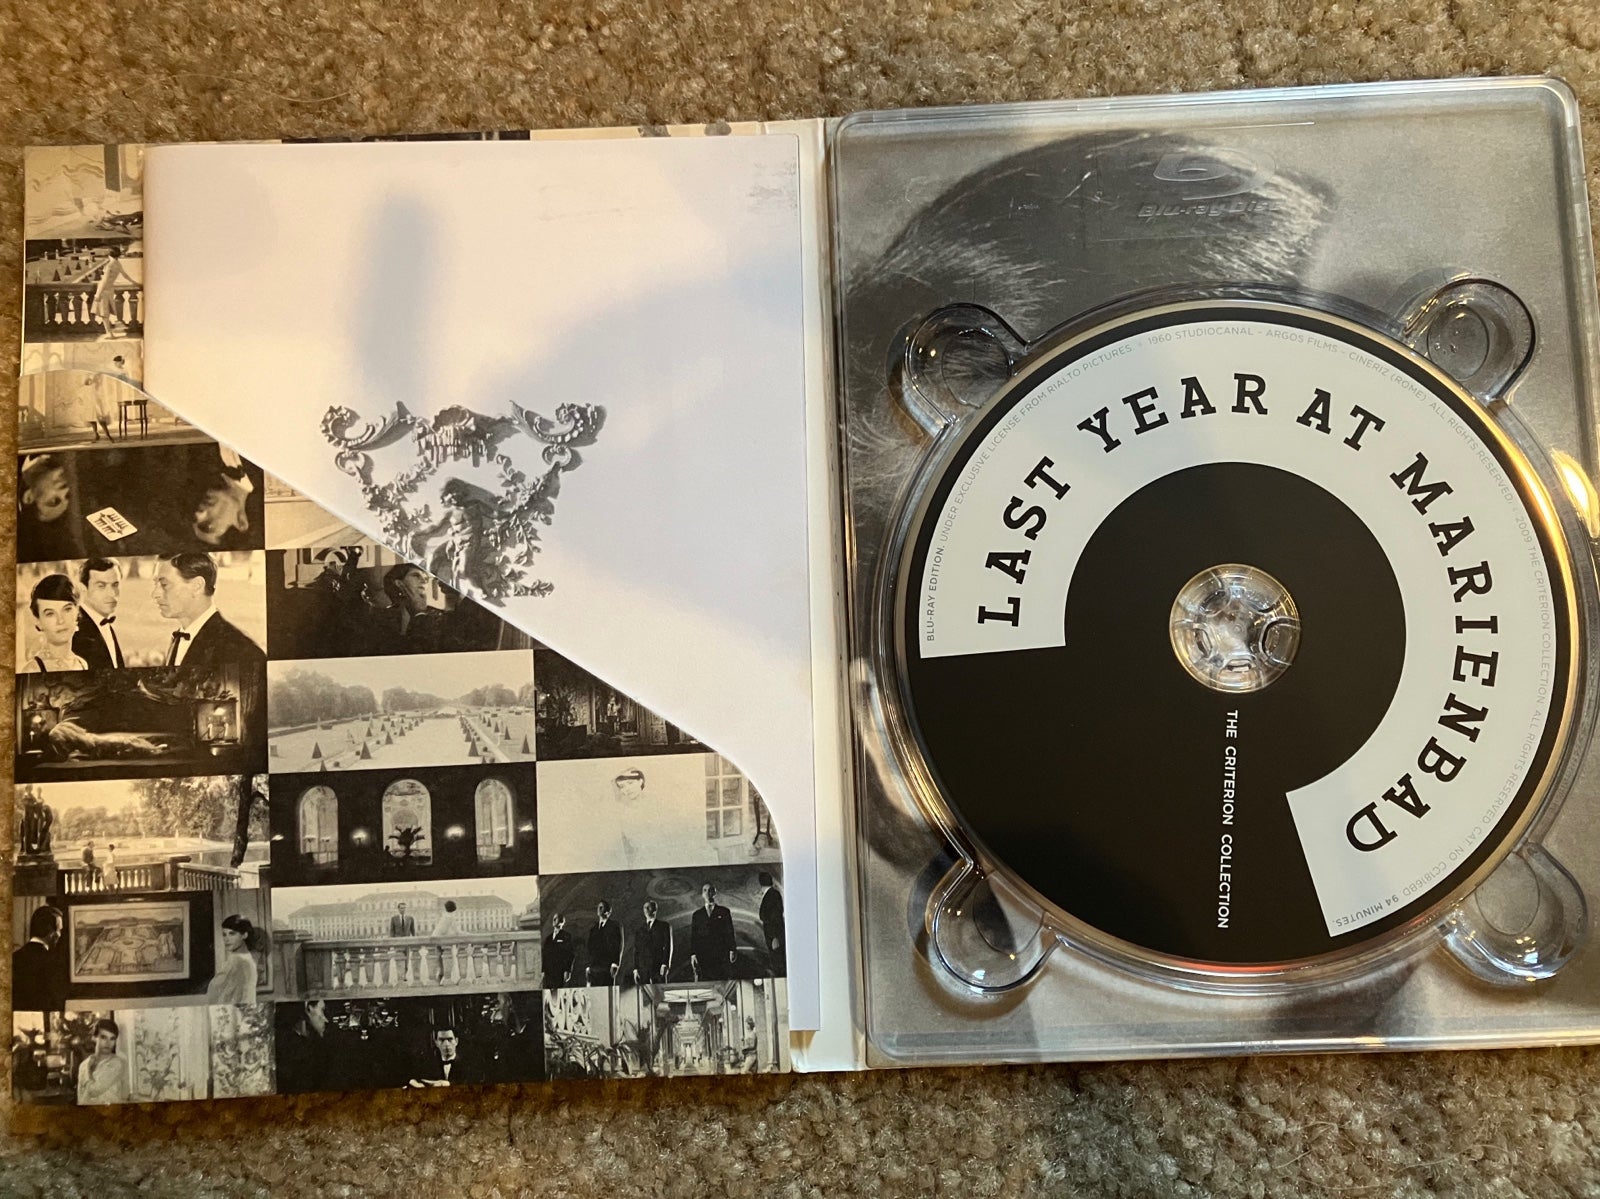 Blu-ray Disc
LAST YEAR AT MARIENBAD
BLU-RAY EDITION. UNDER EXCLUSIVE LICENSE FROM RIALTO PICTURES. © 1960 STUDIOCANAL - ARGOS FILMS - CINERIZ (ROME) ALL RIGHTS RESERVED. © 2009 THE CRITERION COLLECTION. ALL RIGHTS RESERVED. CAT NO. CC1816BD. 94 MINUTES.
THE CRITERION COLLECTION